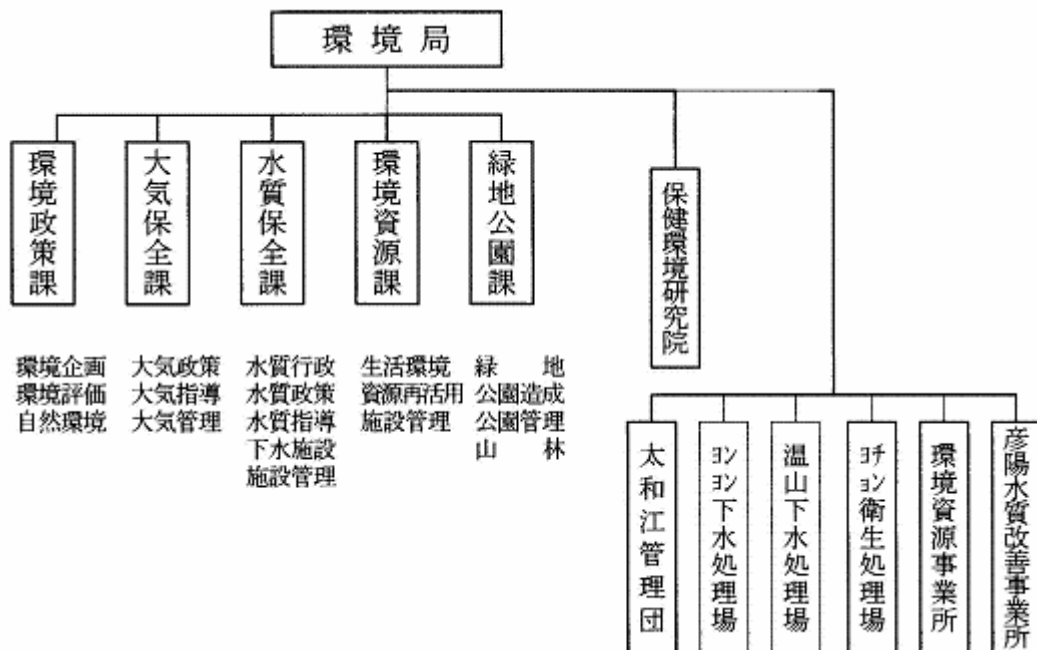 環境局
環境政策課
大気保全課
水質保全課
環境資源課
緑地公園課
保健環境研究院
環境企画
環境評価
自然環境
大気政策
大気指導
大気管理
水質行政
水質政策
水質指導
下水施設
施設管理
生活環境
資源再活用
施設管理
緑地
公園造成
公園管理
山林
太和江管理団
ヨンヨン下水処理場
温山下水処理場
ヨチョン衛生処理場
環境資源事業所
彦陽水質改善事業所